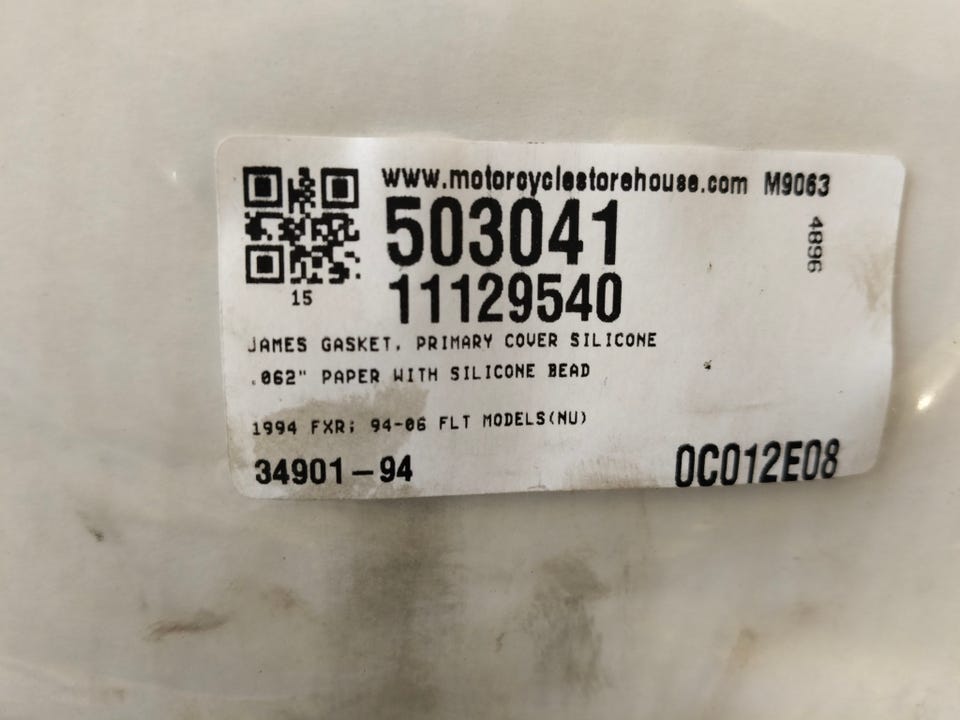 www.motorcyclestorehouse.com M9063
503041
4896
11129540
15
JAMES GASKET, PRIMARY COVER SILICONE
.062" PAPER WITH SILICONE BEAD
1994 FXR; 94-06 FLT MODELS(NU)
34901-94
0C012E08